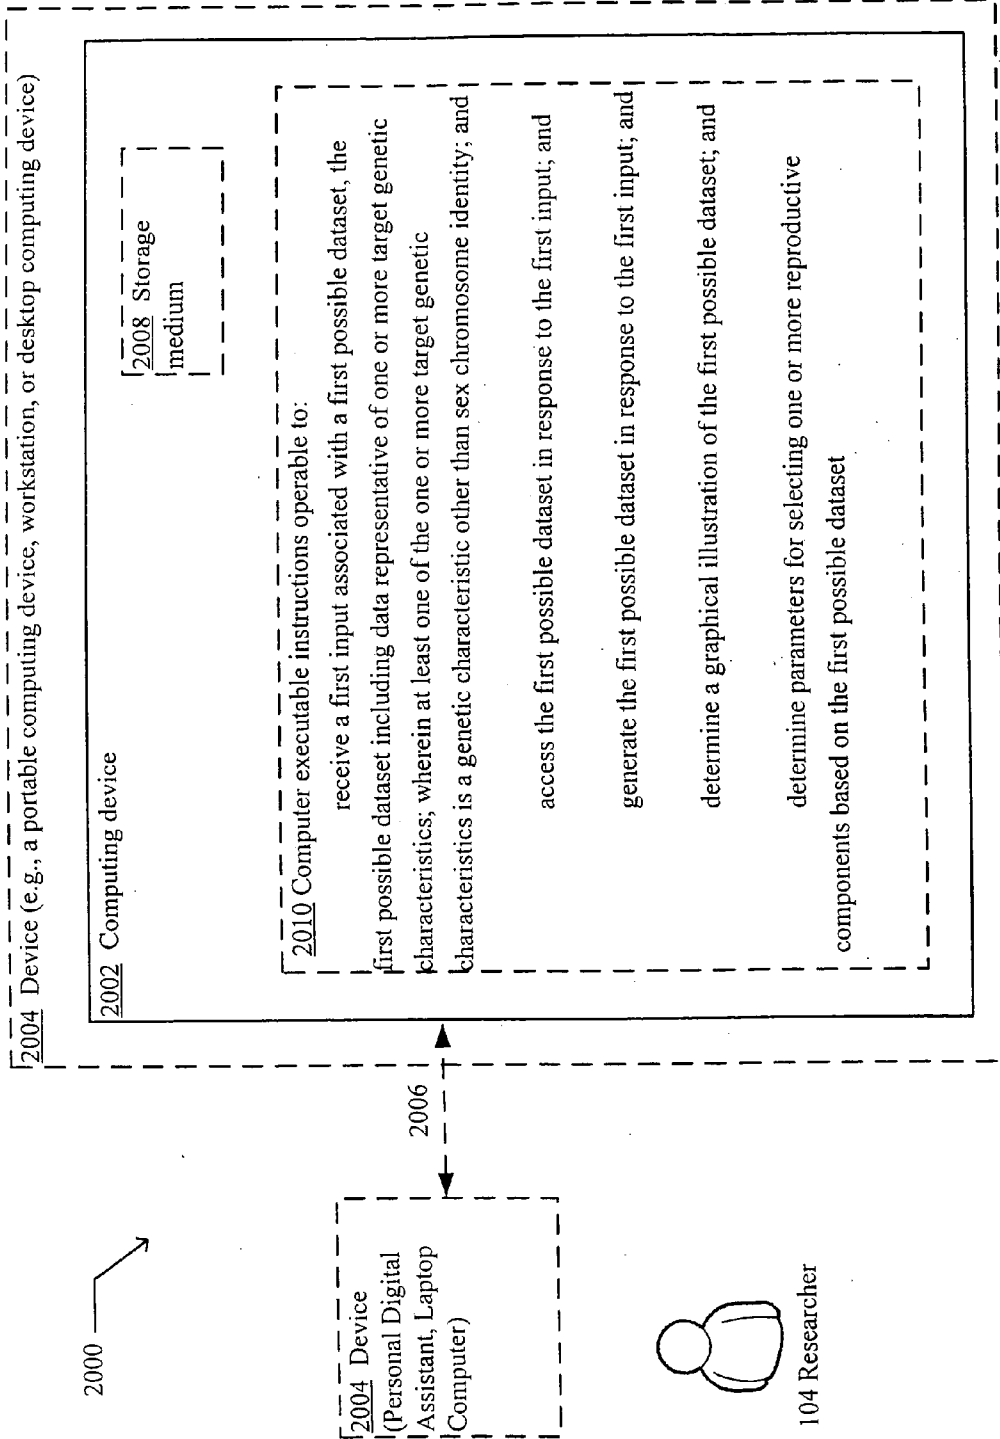 2000
2004 Device (e.g., a portable computing device, workstation, or desktop computing device)
2002 Computing device
2008 Storage
medium
2010 Computer executable instructions operable to:
receive a first input associated with a first possible dataset, the
first possible dataset including data representative of one or more target genetic
characteristics; wherein at least one of the one or more target genetic
characteristics is a genetic characteristic other than sex chromosome identity; and
access the first possible dataset in response to the first input; and
generate the first possible dataset in response to the first input; and
determine a graphical illustration of the first possible dataset; and
determine parameters for selecting one or more reproductive
components based on the first possible dataset
2006
2004 Device
(Personal Digital
Assistant, Laptop
Computer)
104 Researcher